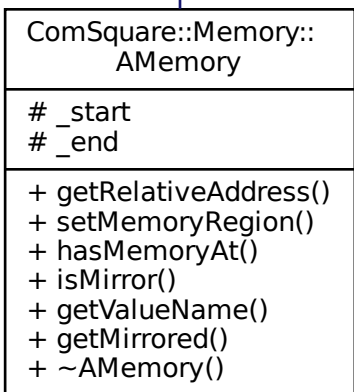 ComSquare::Memory::
AMemory
# _start
# _end
+ getRelativeAddress()
+ setMemoryRegion()
+ hasMemoryAt()
+ isMirror()
+ getValueName()
+ getMirrored()
+ ~AMemory()